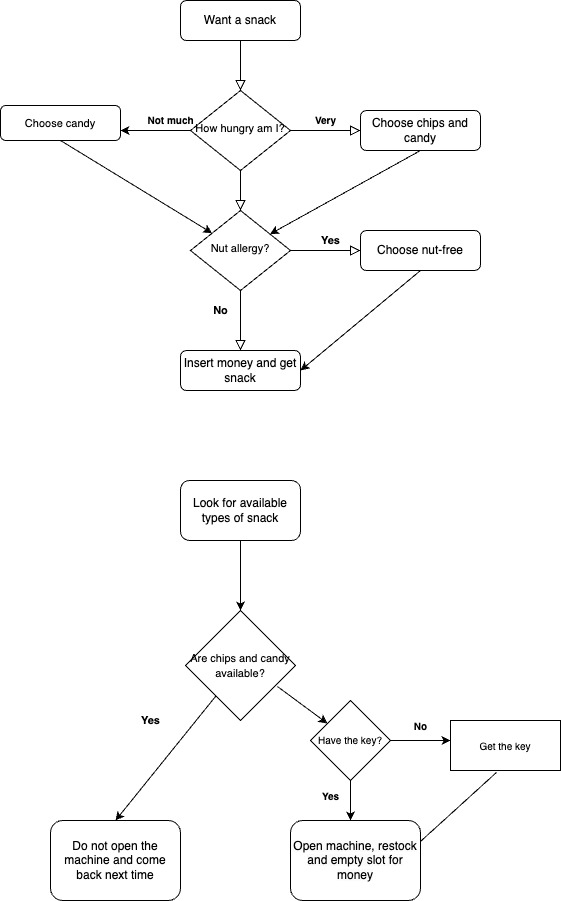 Want a snack
How hungry am I?
Not much
Very
Choose candy
Choose chips and
candy
Nut allergy?
Yes
Choose nut-free
No
Insert money and get
snack
Look for available
types of snack
Are chips and candy
available?
Yes
Have the key?
No
Get the key
Yes
Do not open the
machine and come
back next time
Open machine, restock
and empty slot for
money